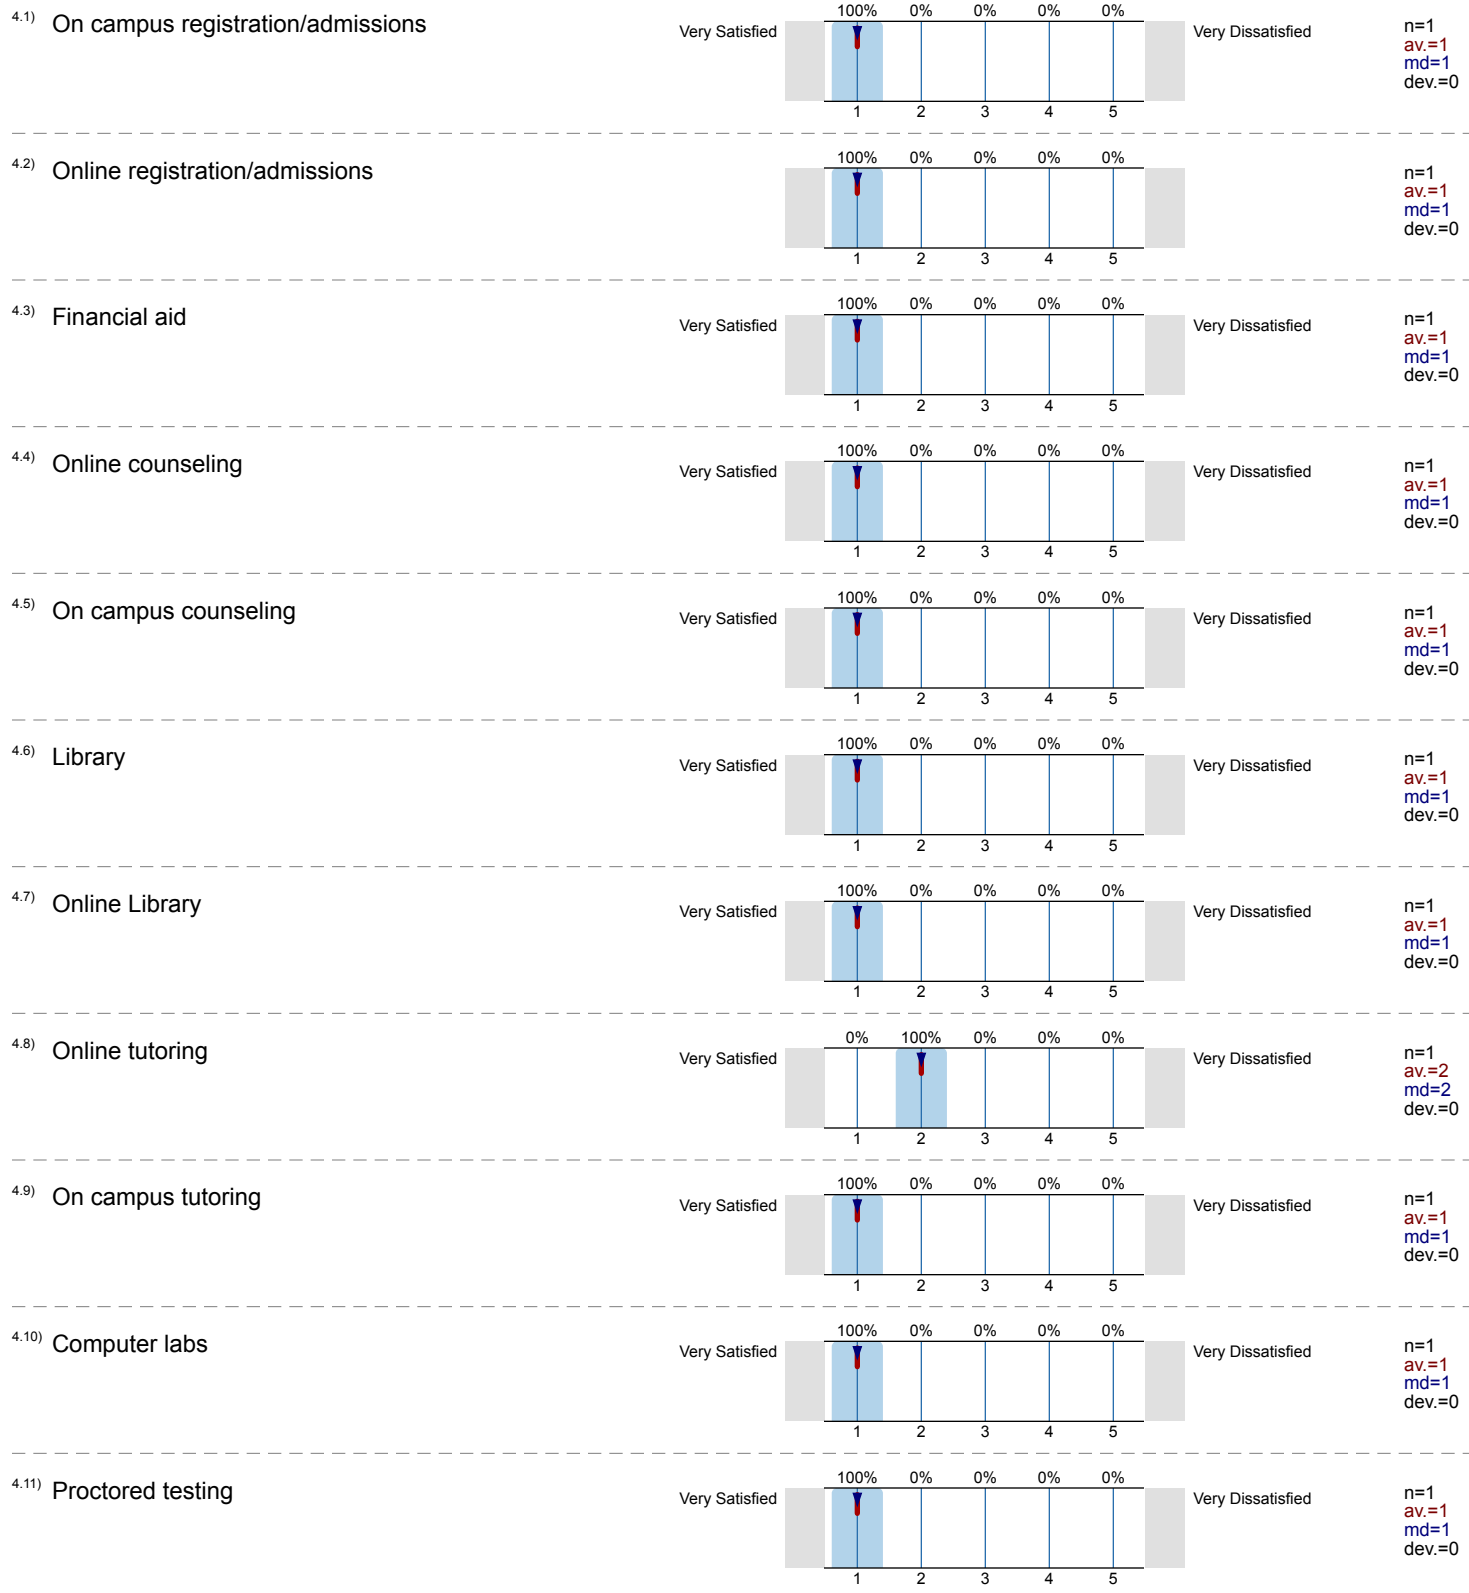 4.1) On campus registration/admissions
100% 0% 0% 0% 0%
Very Satisfied Very Dissatisfied
n=1
av.=1
md=1
dev.=0
1 2 3 4 5
4.2) Online registration/admissions
100% 0% 0% 0% 0%
n=1
av.=1
md=1
dev.=0
1 2 3 4 5
4.3) Financial aid
100% 0% 0% 0% 0%
Very Satisfied Very Dissatisfied
n=1
av.=1
md=1
dev.=0
1 2 3 4 5
4.4) Online counseling
100% 0% 0% 0% 0%
Very Satisfied Very Dissatisfied
n=1
av.=1
md=1
dev.=0
1 2 3 4 5
4.5) On campus counseling
100% 0% 0% 0% 0%
Very Satisfied Very Dissatisfied
n=1
av.=1
md=1
dev.=0
1 2 3 4 5
4.6) Library
100% 0% 0% 0% 0%
Very Satisfied Very Dissatisfied
n=1
av.=1
md=1
dev.=0
1 2 3 4 5
4.7) Online Library
100% 0% 0% 0% 0%
Very Satisfied Very Dissatisfied
n=1
av.=1
md=1
dev.=0
1 2 3 4 5
4.8) Online tutoring
0% 100% 0% 0% 0%
Very Satisfied Very Dissatisfied
n=1
av.=2
md=2
dev.=0
1 2 3 4 5
4.9) On campus tutoring
100% 0% 0% 0% 0%
Very Satisfied Very Dissatisfied
n=1
av.=1
md=1
dev.=0
1 2 3 4 5
4.10) Computer labs
100% 0% 0% 0% 0%
Very Satisfied Very Dissatisfied
n=1
av.=1
md=1
dev.=0
1 2 3 4 5
4.11) Proctored testing
100% 0% 0% 0% 0%
Very Satisfied Very Dissatisfied
n=1
av.=1
md=1
dev.=0
1 2 3 4 5